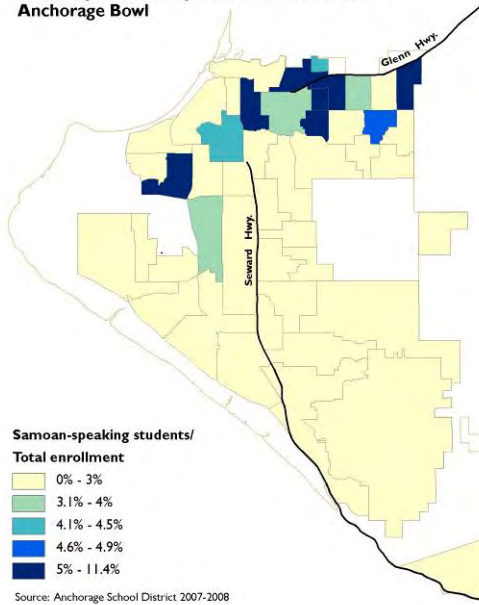 Anchorage Bowl
Glenn Hwy.
Seward Hwy.
Samoan-speaking students/
Total enrollment
0% - 3%
3.1% - 4%
4.1% - 4.5%
4.6% - 4.9%
5% - 11.4%
Source: Anchorage School District 2007-2008